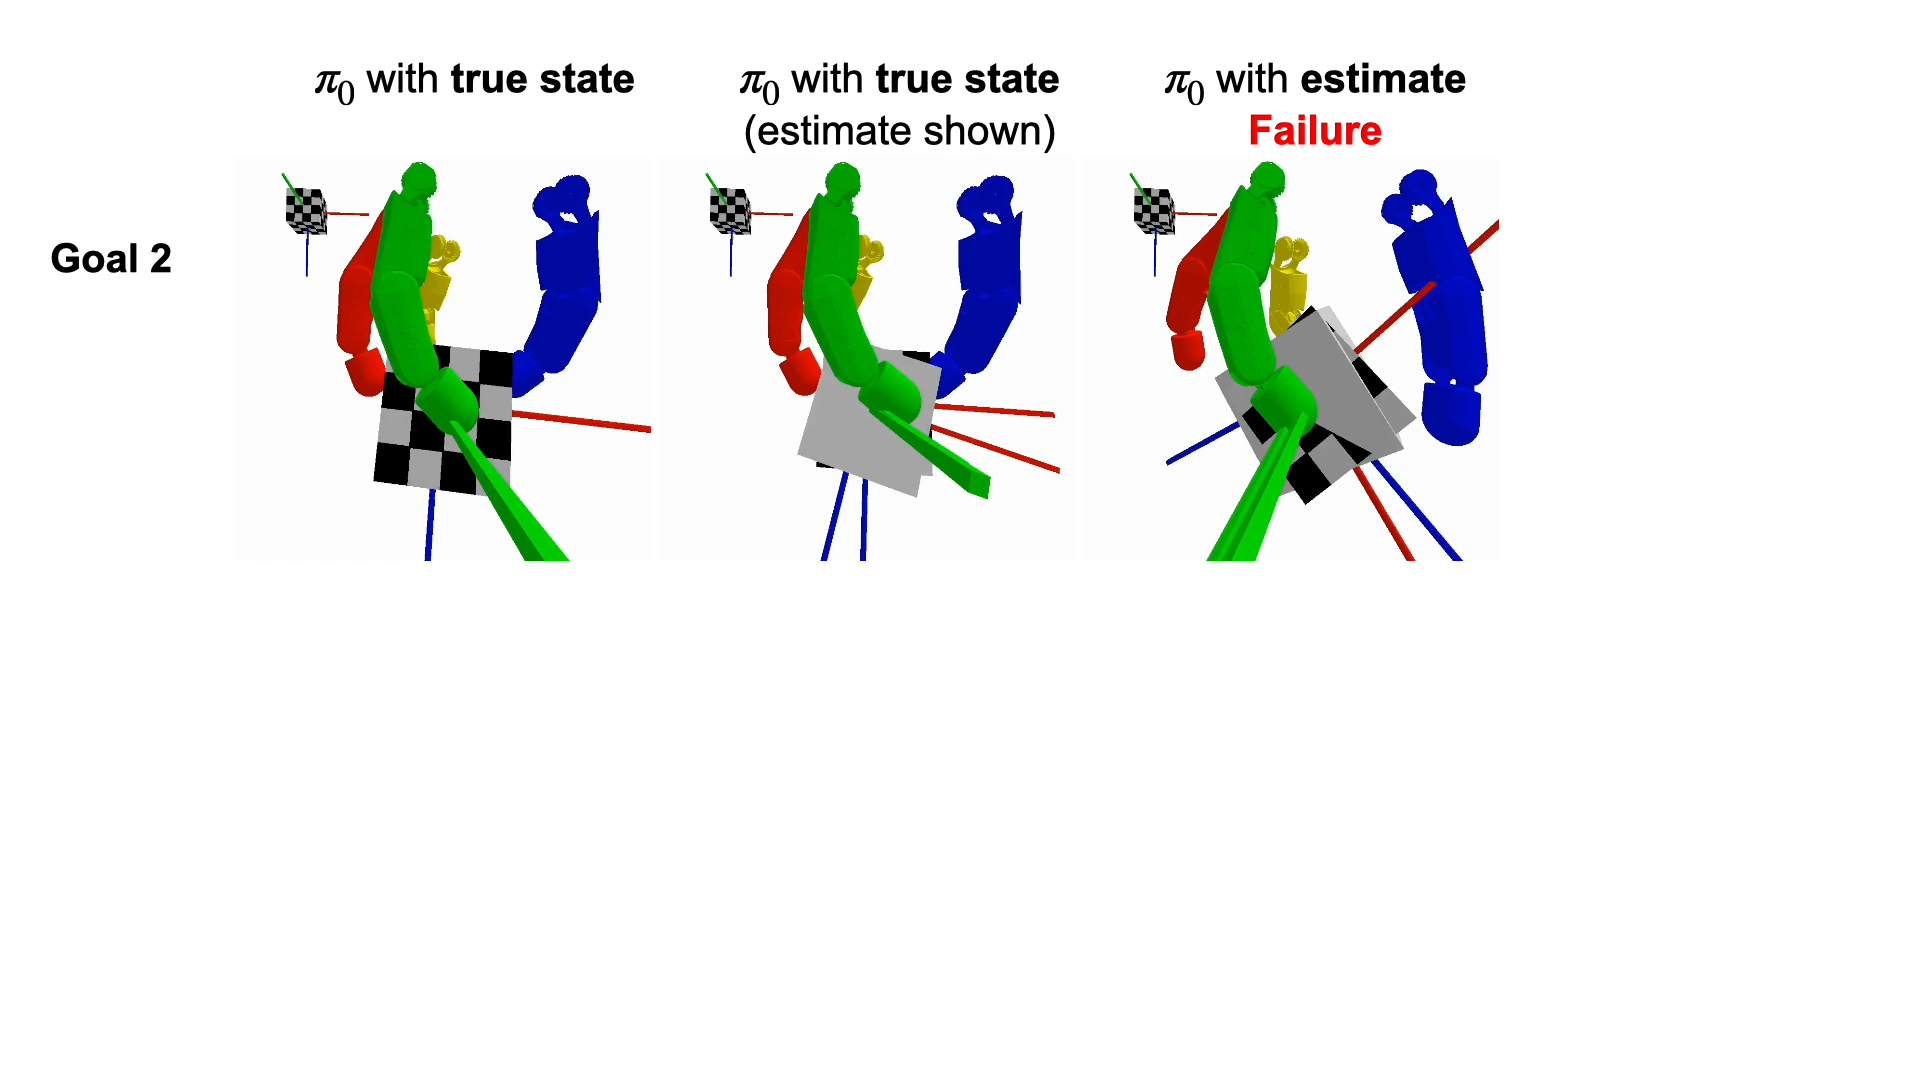 π0 with true state
π0 with true state
(estimate shown)
π0 with estimate
Failure
Goal 2